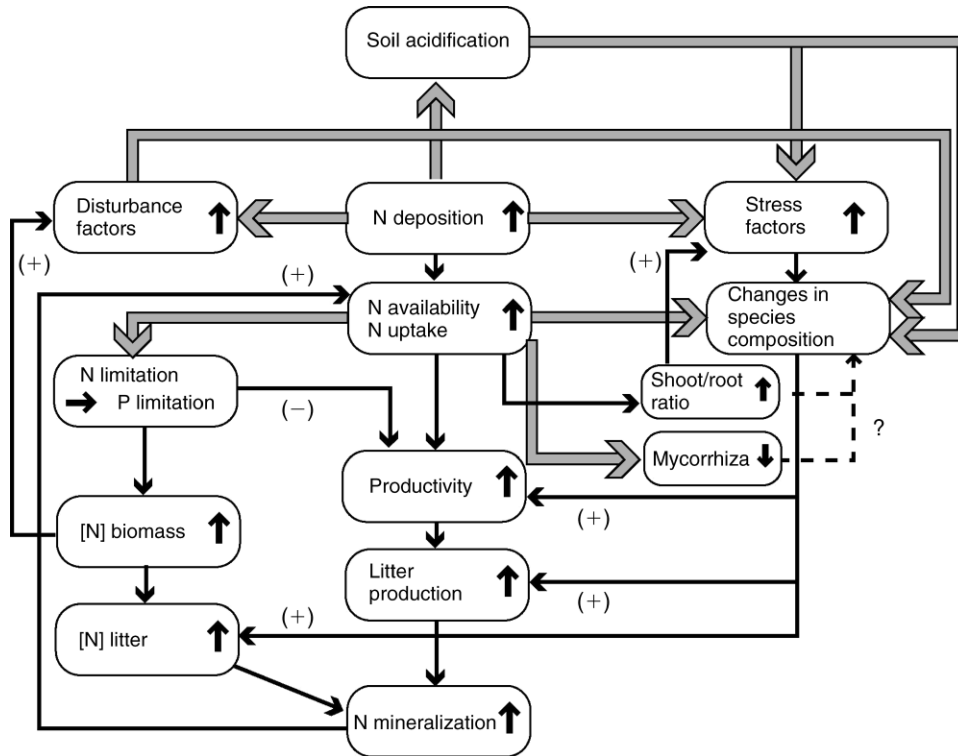 Soil acidification
Disturbance
factors
N deposition
Stress
factors
(+)
(+)
(+)
N availability
N uptake
Changes in
species
composition
N limitation
P limitation
(−)
Shoot/root
ratio
?
Mycorrhiza
Productivity
(+)
[N] biomass
Litter
production
(+)
(+)
[N] litter
N mineralization